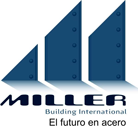 MILLER
Building International
El futuro en acero